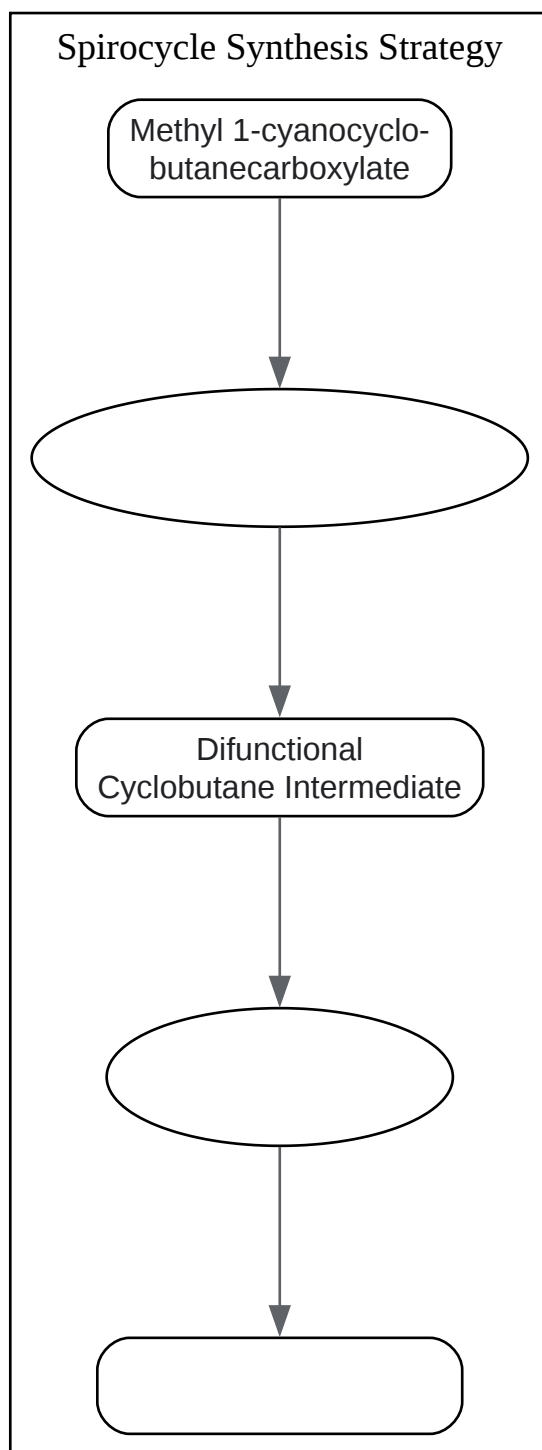 Spirocycle Synthesis Strategy
Methyl 1-cyanocyclo-
butanecarboxylate
Difunctional
Cyclobutane Intermediate